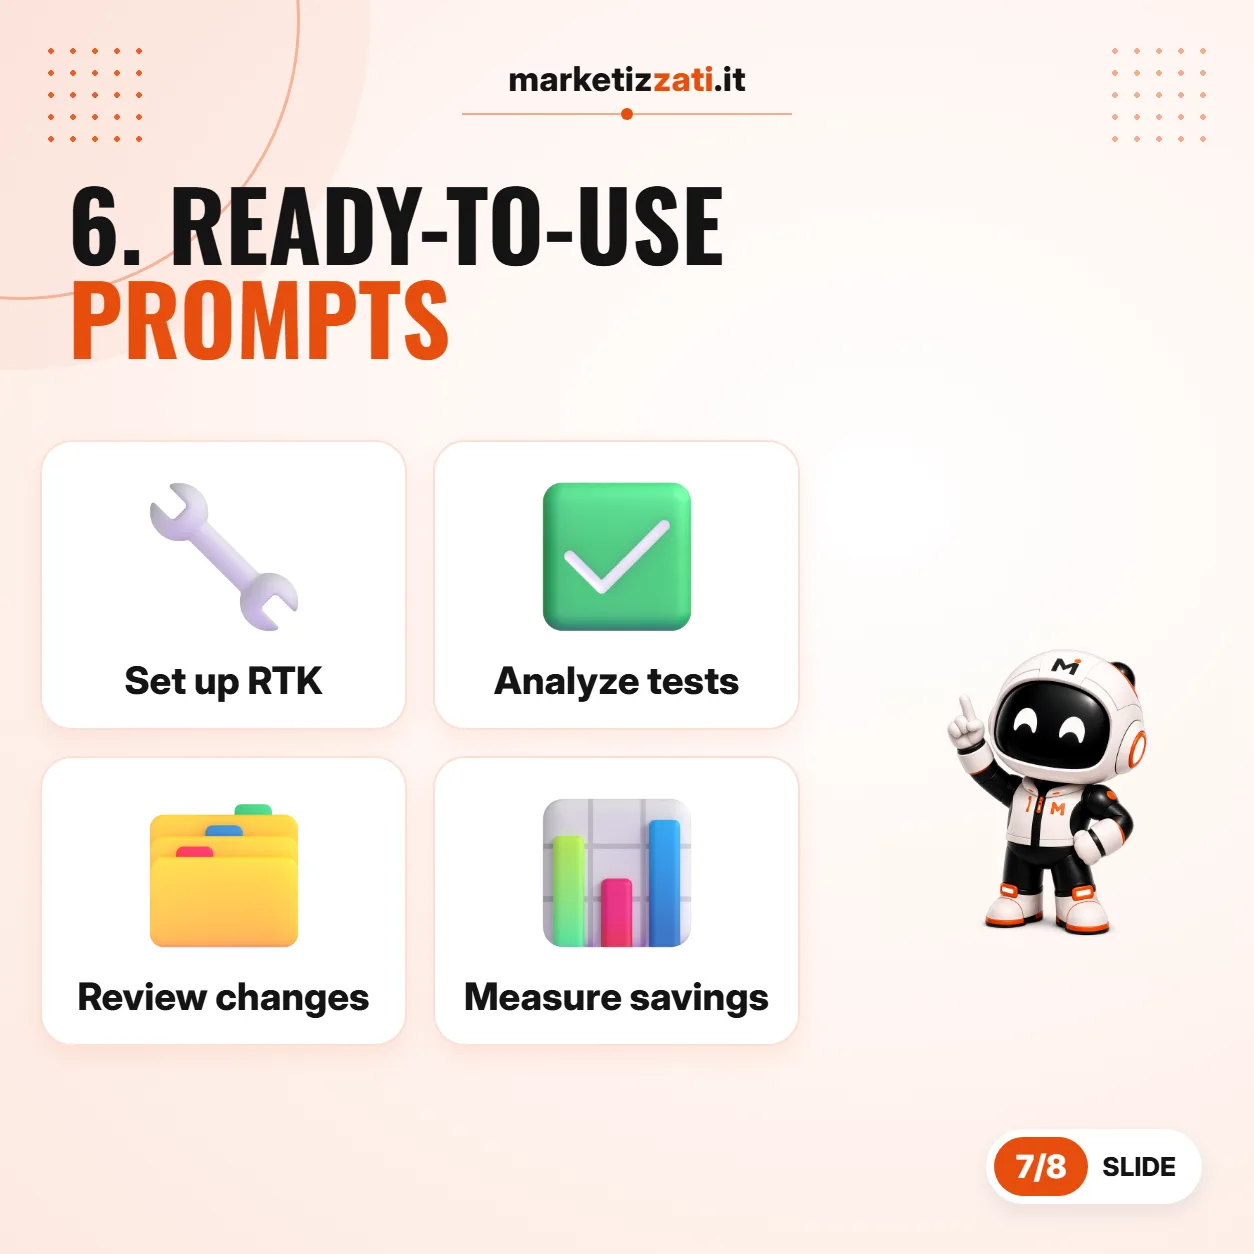 marketizzati.it
6. READY-TO-USE
PROMPTS
Set up RTK
Analyze tests
Review changes
Measure savings
M
M
7/8 SLIDE